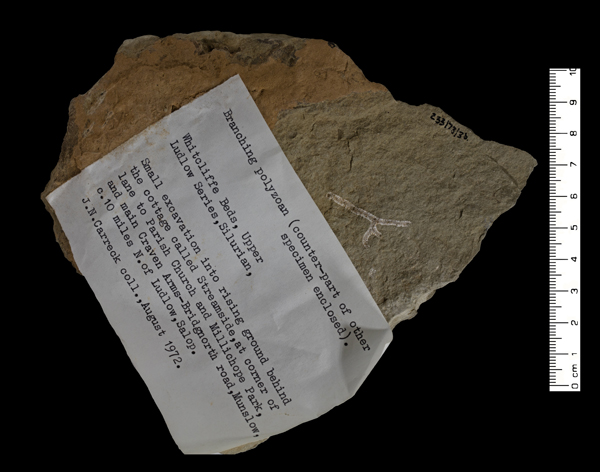 Branching polyzoan (counter-part of other
specimen enclosed).
Whitcliffe Beds, Upper
Ludlow Series,Silurian,
Small excavation into rising ground behind
the cottage called Streamside,at corner of
lane to Parish Church and Millichope Park,
and main Craven Arms-Bridgnorth road,Munslow,
c.10 miles N.of Ludlow,Salop.
J.N.Carreck coll.,August 1972.
10
9
8
7
6
5
4
3
2
1
0 cm